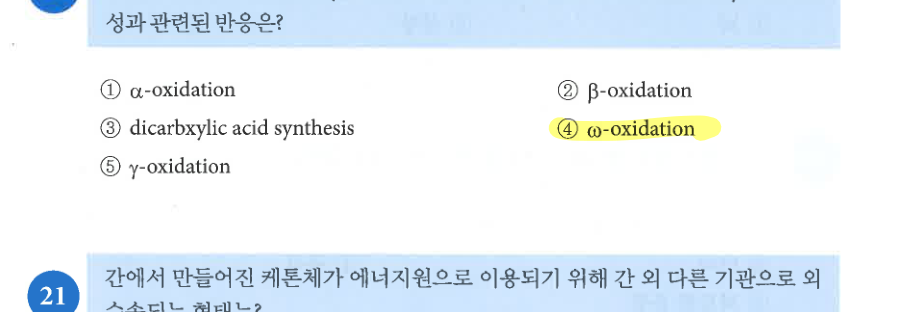 성과 관련된 반응은?
① α-oxidation
② β-oxidation
③ dicarbxylic acid synthesis
④ ω-oxidation
⑤ γ-oxidation
21 간에서 만들어진 케톤체가 에너지원으로 이용되기 위해 간 외 다른 기관으로 외